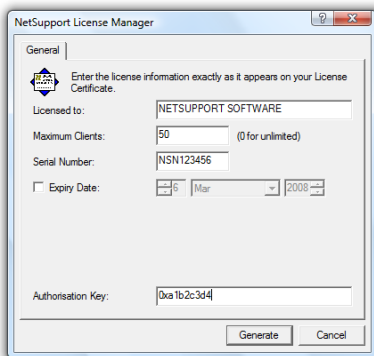 NetSupport License Manager
General
Enter the license information exactly as it appears on your License
Certificate.
Licensed to: NETSUPPORT SOFTWARE
Maximum Clients: 50 (0 for unlimited)
Serial Number: NSN123456
Expiry Date: 6 Mar 2008
Authorisation Key: 0xa1b2c3d4
Generate Cancel